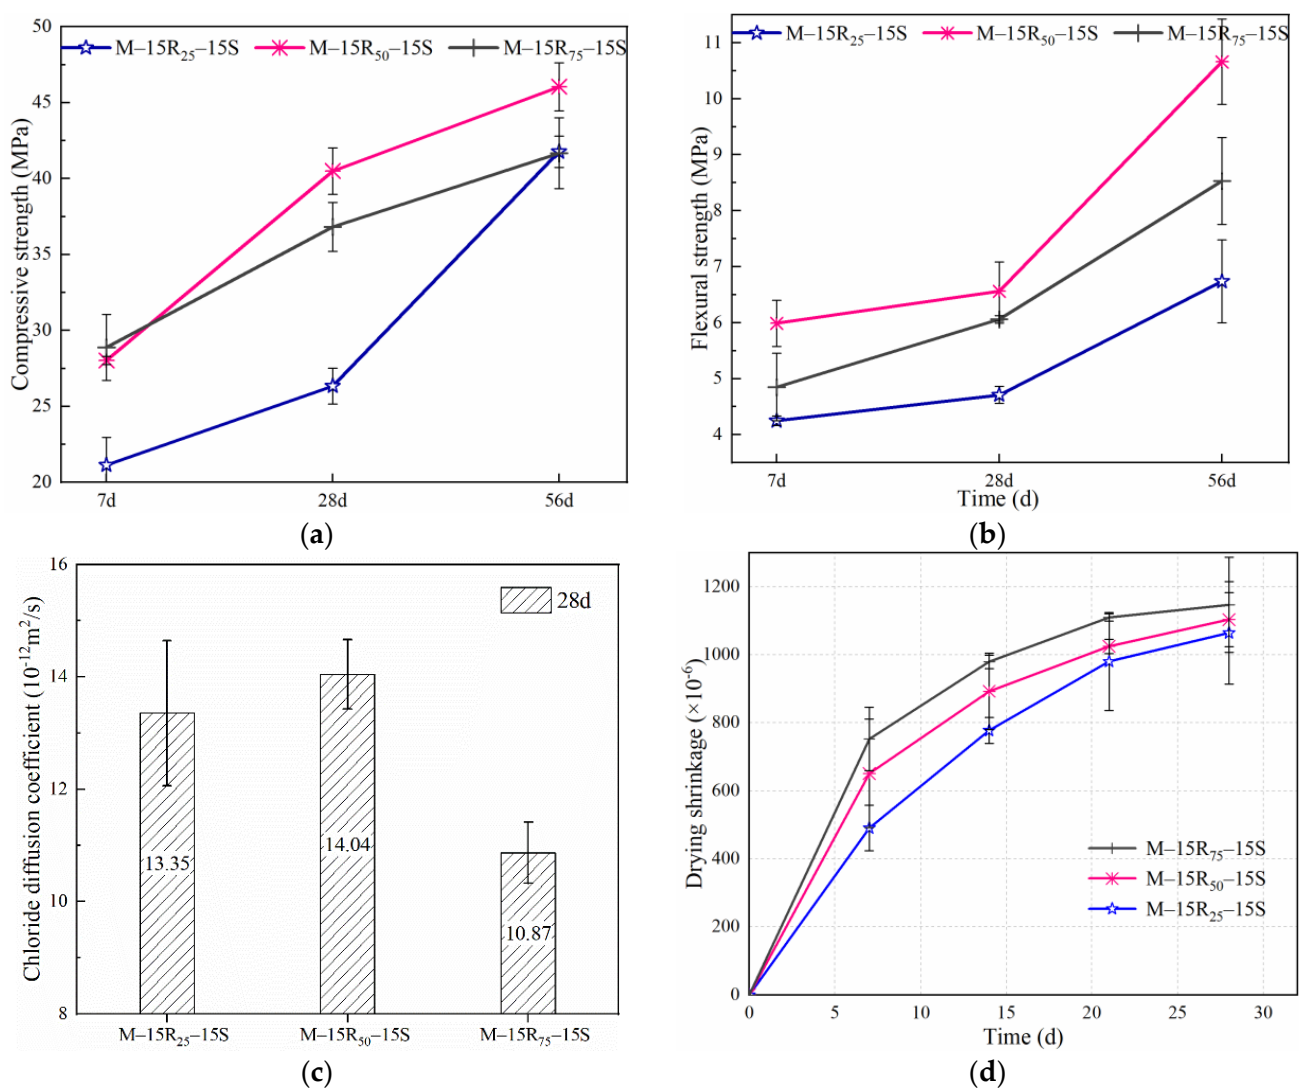 M–15R₂₅–15S M–15R₅₀–15S M–15R₇₅–15S
Compressive strength (MPa)
50
45
40
35
30
25
20
7d 28d 56d
(a)
M–15R₂₅–15S M–15R₅₀–15S M–15R₇₅–15S
Flexural strength (MPa)
11
10
9
8
7
6
5
4
7d 28d 56d
Time (d)
(b)
28d
Chloride diffusion coefficient (10⁻¹²m²/s)
16
14
12
10
8
13.35
14.04
10.87
M–15R₂₅–15S M–15R₅₀–15S M–15R₇₅–15S
(c)
Drying shrinkage (×10⁻⁶)
1200
1000
800
600
400
200
0
M–15R₇₅–15S
M–15R₅₀–15S
M–15R₂₅–15S
0 5 10 15 20 25 30
Time (d)
(d)